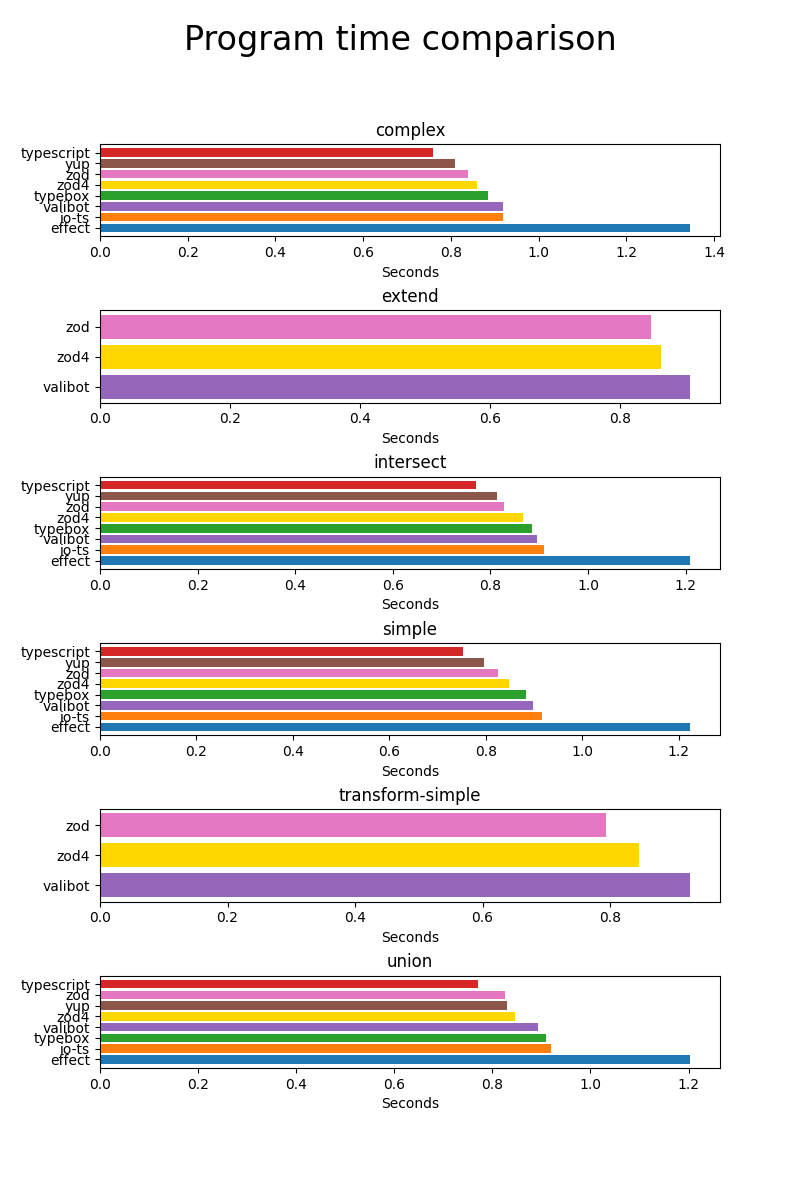 Program time comparison
complex
typescript
yup
zod
zod4
typebox
valibot
io-ts
effect
0.0 0.2 0.4 0.6 0.8 1.0 1.2 1.4
Seconds
extend
zod
zod4
valibot
0.0 0.2 0.4 0.6 0.8
Seconds
intersect
typescript
yup
zod
zod4
typebox
valibot
io-ts
effect
0.0 0.2 0.4 0.6 0.8 1.0 1.2
Seconds
simple
typescript
yup
zod
zod4
typebox
valibot
io-ts
effect
0.0 0.2 0.4 0.6 0.8 1.0 1.2
Seconds
transform-simple
zod
zod4
valibot
0.0 0.2 0.4 0.6 0.8
Seconds
union
typescript
zod
yup
zod4
valibot
typebox
io-ts
effect
0.0 0.2 0.4 0.6 0.8 1.0 1.2
Seconds